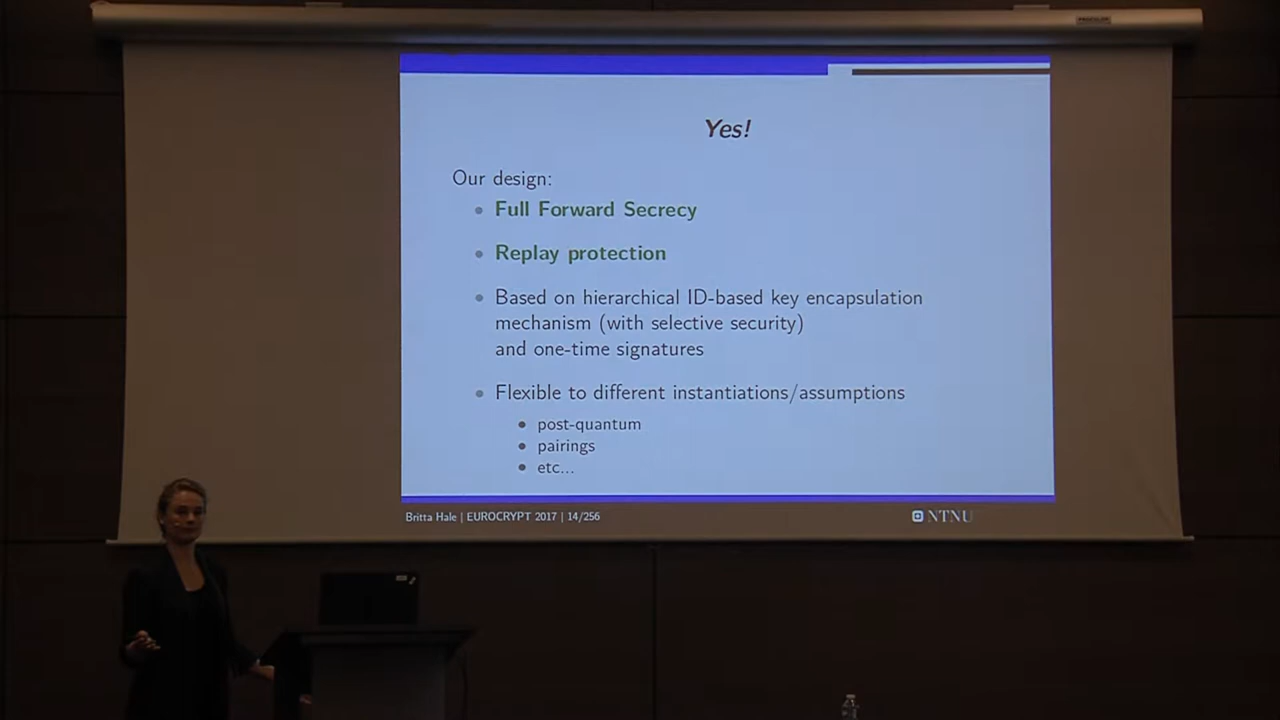 Yes!
Our design:
• Full Forward Secrecy
• Replay protection
• Based on hierarchical ID-based key encapsulation
mechanism (with selective security)
and one-time signatures
• Flexible to different instantiations/assumptions
• post-quantum
• pairings
• etc...
Britta Hale | EUROCRYPT 2017 | 14/256
NTNU